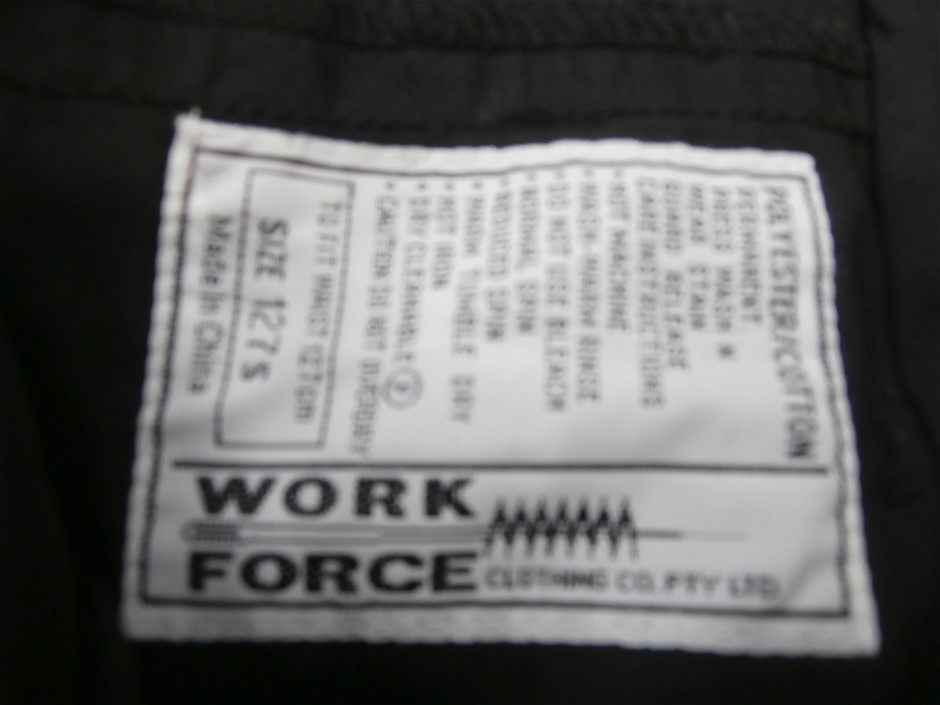 POLYESTER/COTTON
PERMANENT
PRESS WASH N
WEAR STAIN
GUARD RELEASE
CARE INSTRUCTIONS
• HOT MACHINE
• WASH-WARM RINSE
• DO NOT USE BLEACH
• NORMAL SPIN
• REDUCED SPIN
• WARM TUMBLE DRY
• HOT IRON
• DRY CLEANABLE P
• CAUTION DO NOT
TO FIT WAIST 127cm
SIZE 127S
Made In China
WORK
FORCE CLOTHING CO. PTY LTD